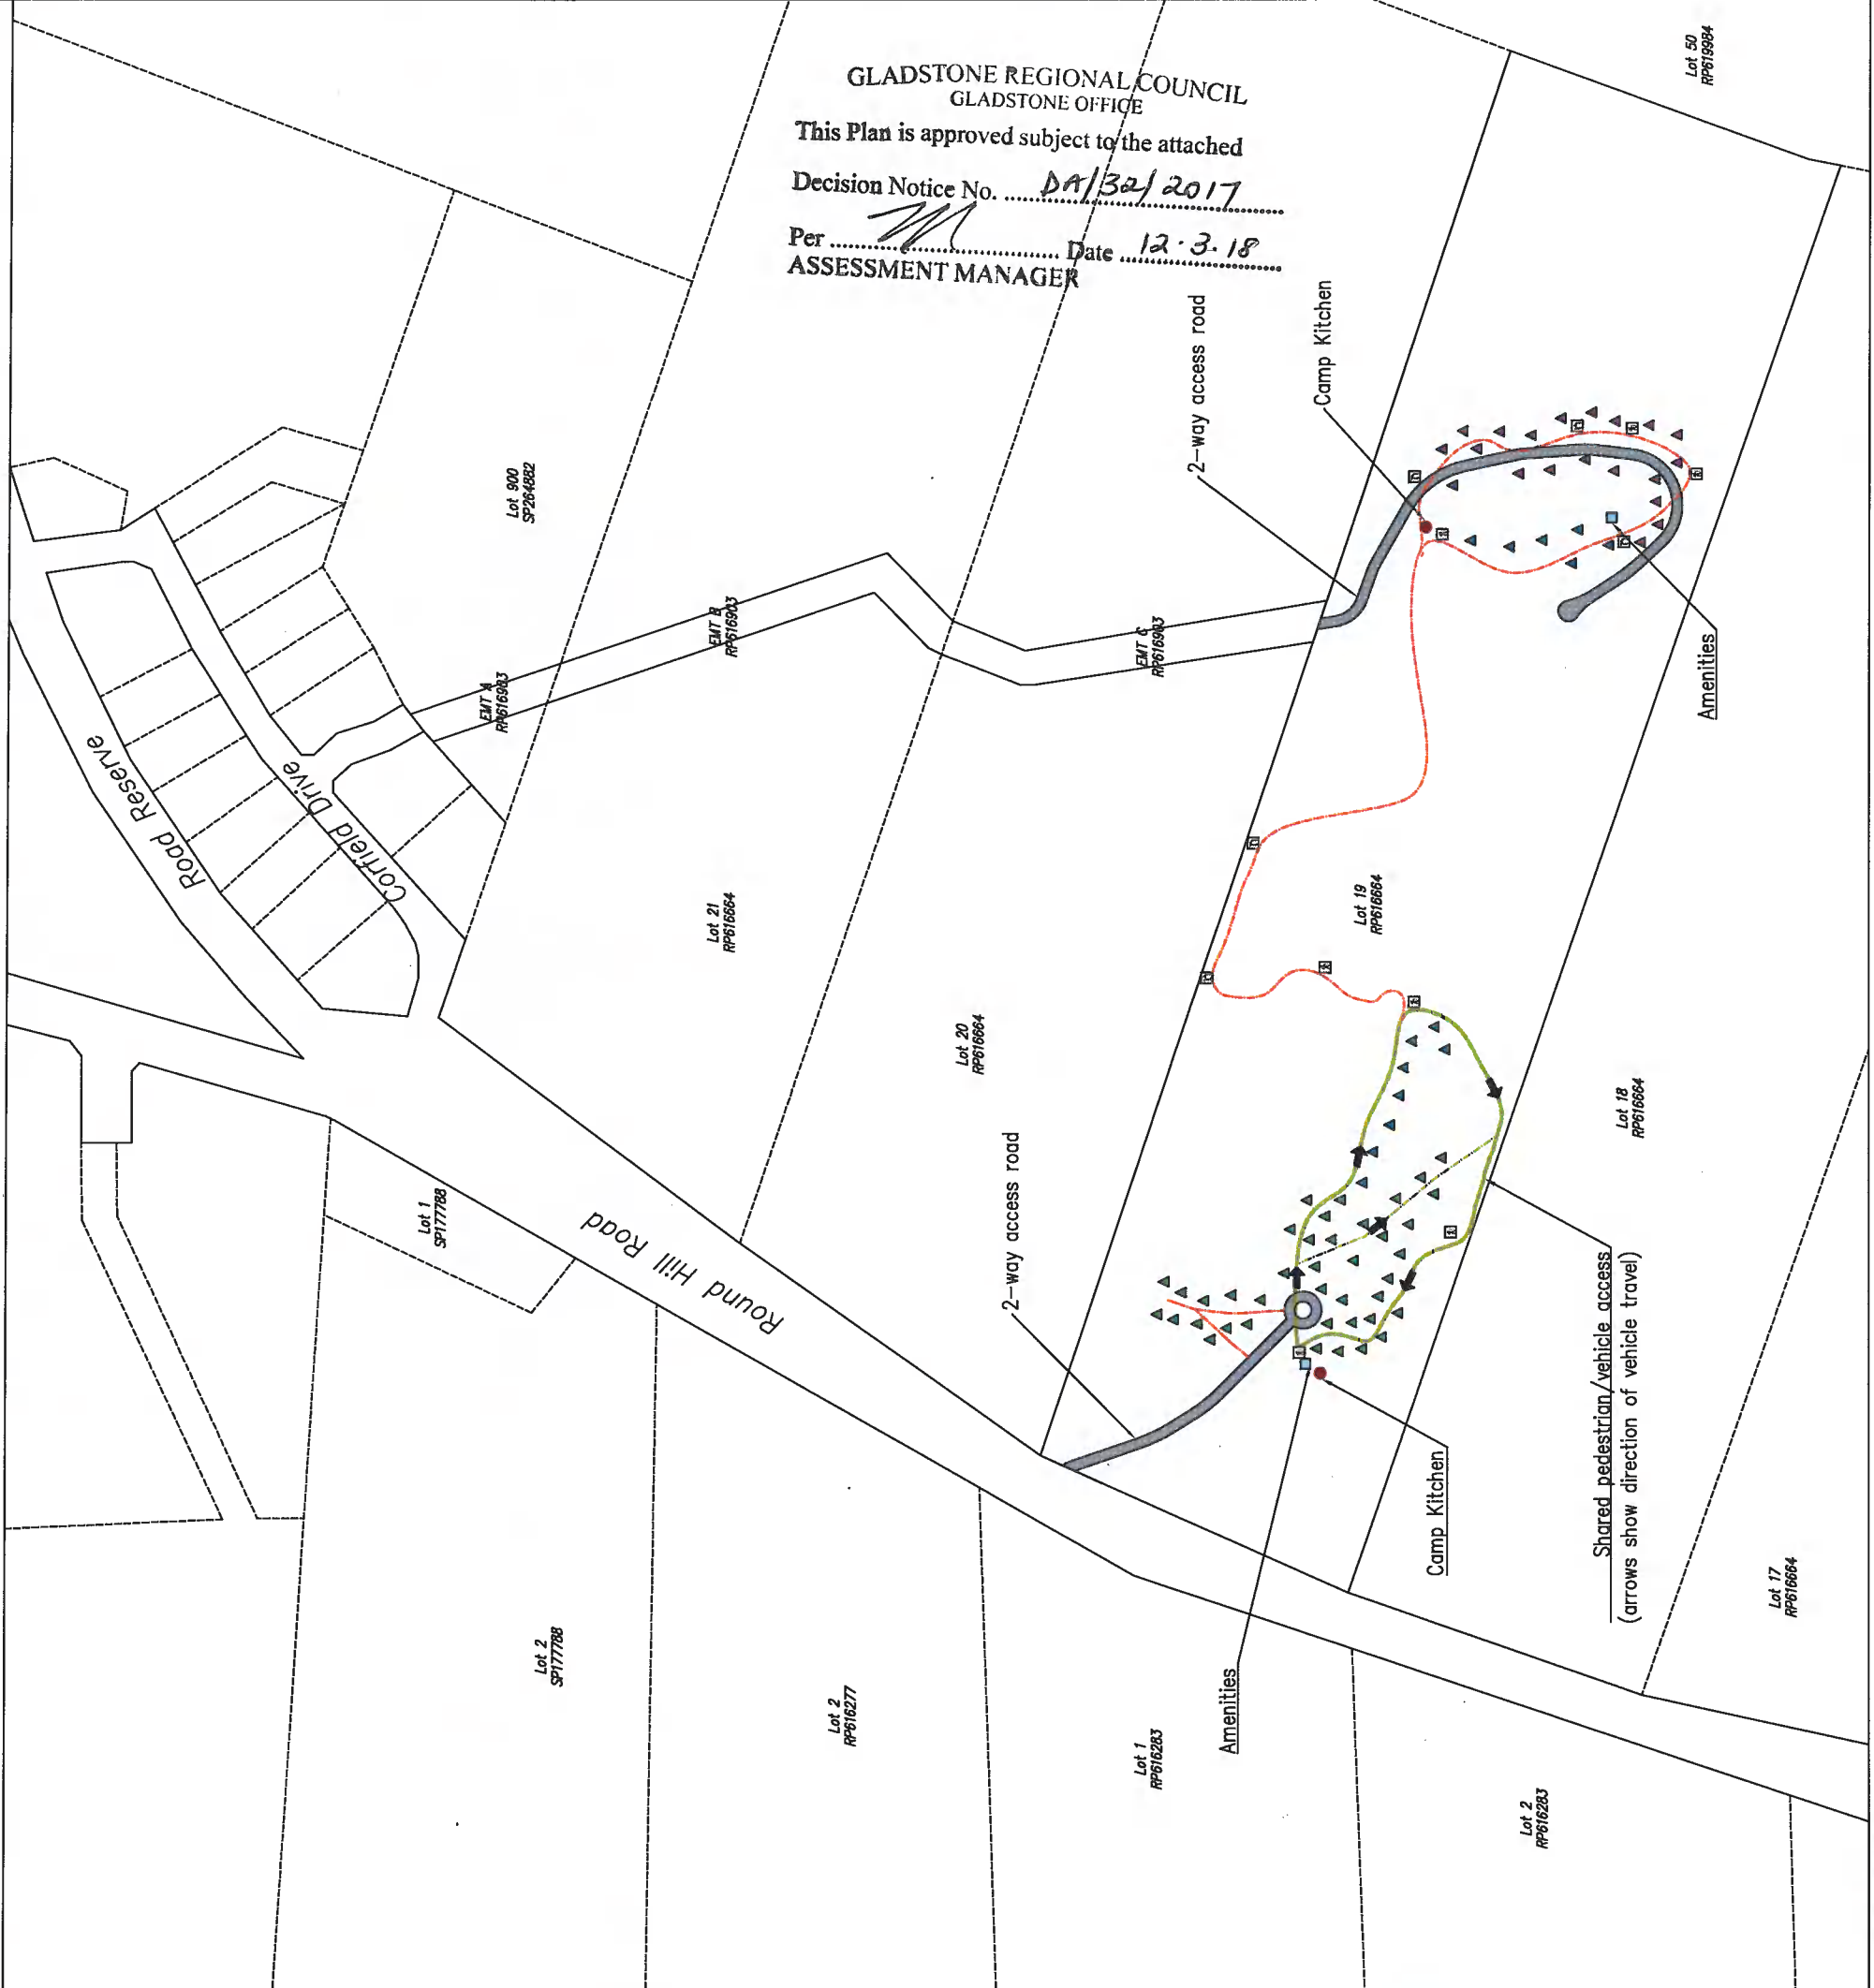 GLADSTONE REGIONAL COUNCIL
GLADSTONE OFFICE
This Plan is approved subject to the attached
Decision Notice No. DA/32/2017
Per Date 12.3.18
ASSESSMENT MANAGER
Lot 50
RP619984
Lot 900
SP264882
2-way access road
Camp Kitchen
EMT A
RP616903
EMT B
RP616903
EMT C
RP616903
Amenities
Road Reserve
Corfield Drive
Lot 21
RP616664
Lot 19
RP616664
Lot 20
RP616664
Lot 18
RP616664
Lot 1
SP177788
Round Hill Road
2-way access road
Shared pedestrian/vehicle access
(arrows show direction of vehicle travel)
Camp Kitchen
Amenities
Lot 17
RP616664
Lot 2
SP177788
Lot 2
RP616277
Lot 1
RP616283
Lot 2
RP616283